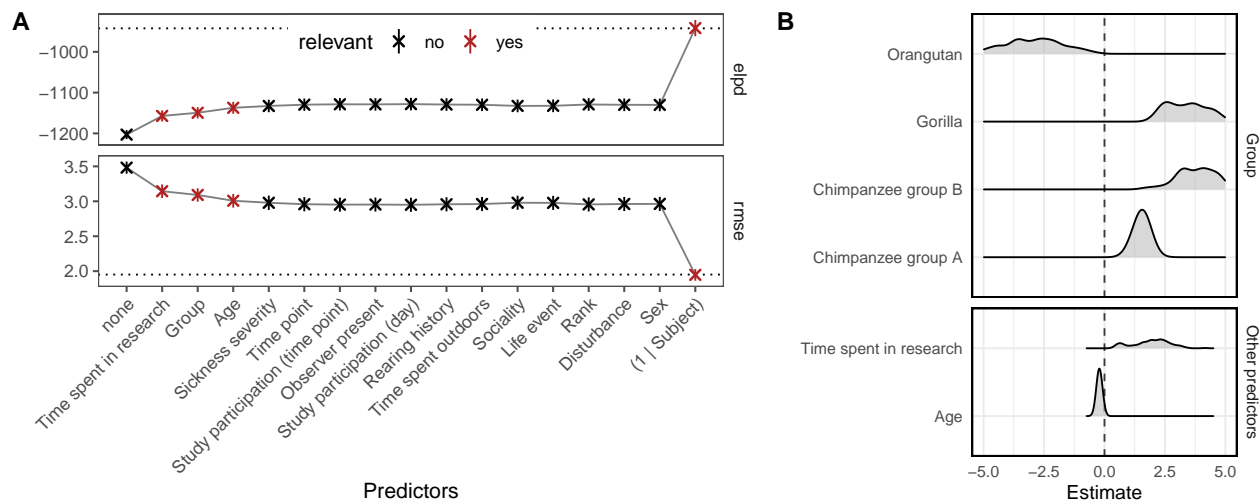 A
relevant no yes
−1000
−1100
−1200
elpd
3.5
3.0
2.5
2.0
rmse
none
Time spent in research
Group
Age
Sickness severity
Time point
Study participation (time point)
Observer present
Study participation (day)
Rearing history
Time spent outdoors
Sociality
Life event
Rank
Disturbance
Sex
(1 | Subject)
Predictors
B
Orangutan
Gorilla
Chimpanzee group B
Chimpanzee group A
Group
Time spent in research
Age
Other predictors
−5.0 −2.5 0.0 2.5 5.0
Estimate